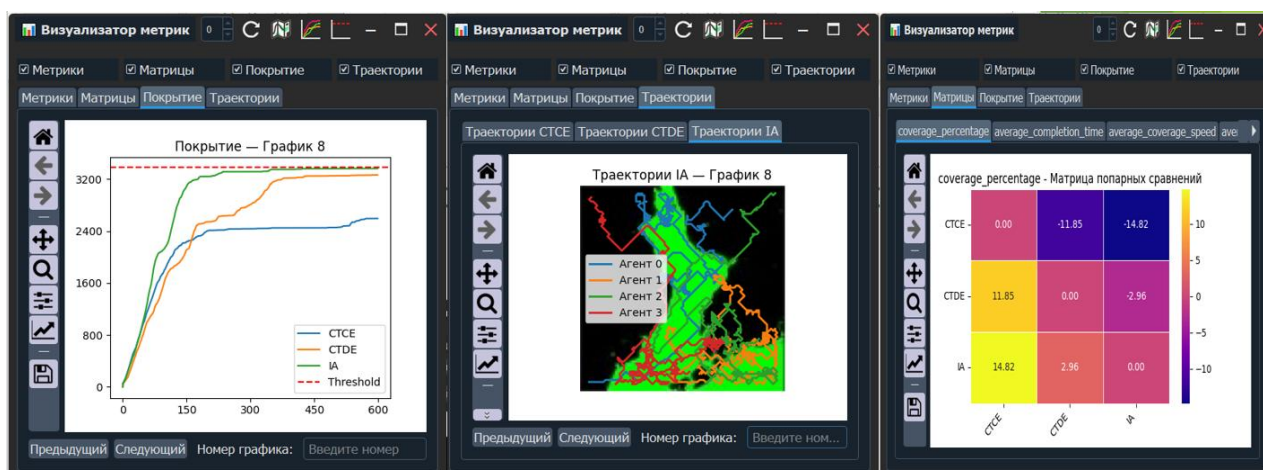 Визуализатор метрик 0
Метрики Матрицы Покрытие Траектории
Метрики Матрицы Покрытие Траектории
Покрытие — График 8
3200
2400
1600
800
0
CTCE
CTDE
IA
Threshold
0 150 300 450 600
Предыдущий Следующий Номер графика: Введите номер
Визуализатор метрик 0
Метрики Матрицы Покрытие Траектории
Метрики Матрицы Покрытие Траектории
Траектории CTCE Траектории CTDE Траектории IA
Траектории IA — График 8
Агент 0
Агент 1
Агент 2
Агент 3
Предыдущий Следующий Номер графика: Введите ном...
Визуализатор метрик 0
Метрики Матрицы Покрытие Траектории
Метрики Матрицы Покрытие Траектории
coverage_percentage average_completion_time average_coverage_speed
coverage_percentage - Матрица попарных сравнений
CTCE 0.00 -11.85 -14.82
CTDE 11.85 0.00 -2.96
IA 14.82 2.96 0.00
CTCE CTDE IA
10
5
0
−5
−10